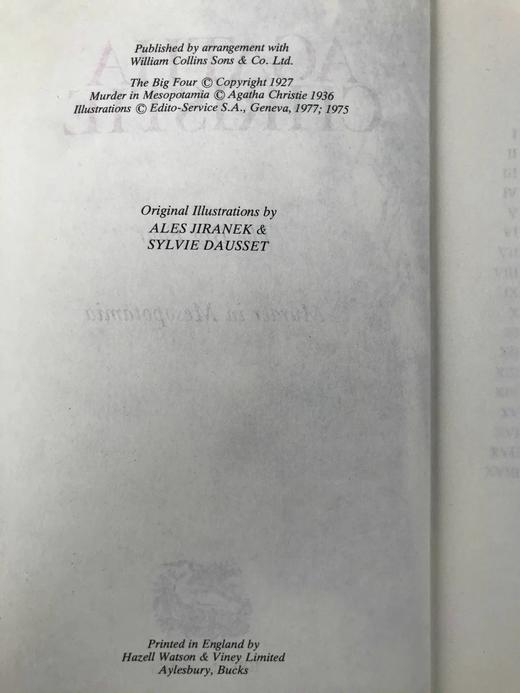 Published by arrangement with
William Collins Sons & Co. Ltd.
The Big Four © Copyright 1927
Murder in Mesopotamia © Agatha Christie 1936
Illustrations © Edito-Service S.A., Geneva, 1977; 1975
Original Illustrations by
ALES JIRANEK &
SYLVIE DAUSSET
Printed in England by
Hazell Watson & Viney Limited
Aylesbury, Bucks